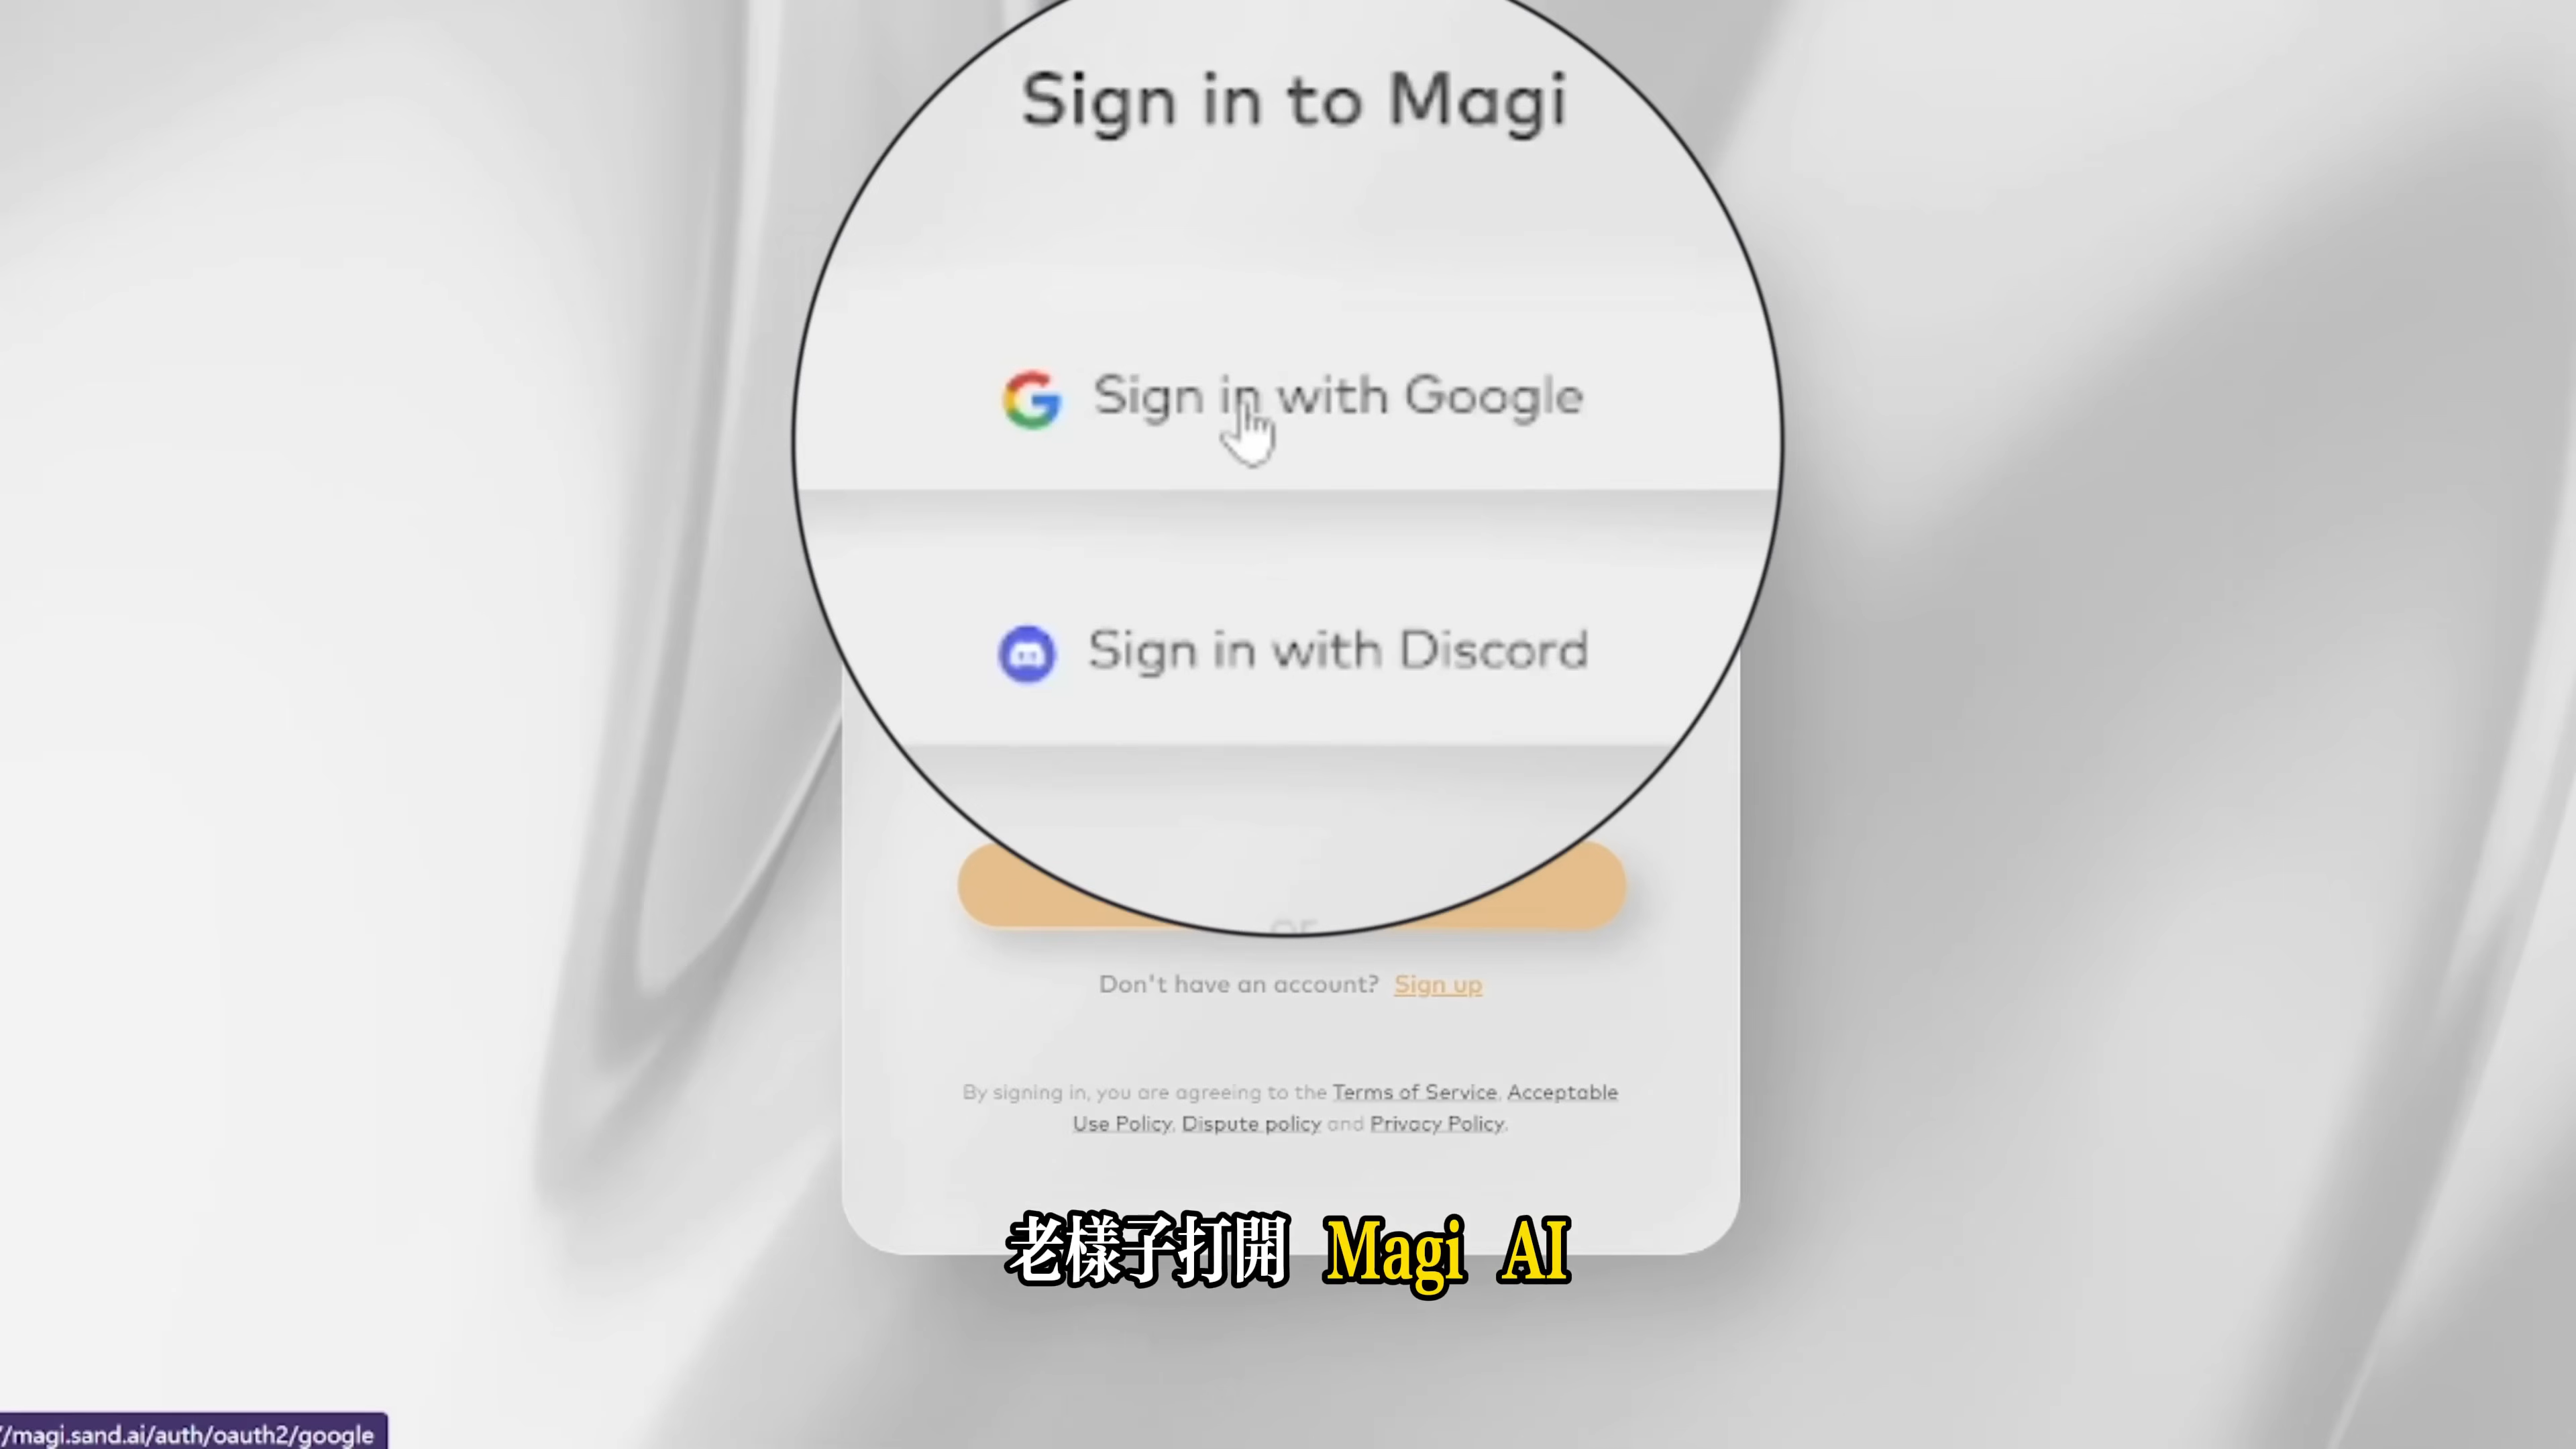 Sign in to Magi
Sign in with Google
Sign in with Discord
or
Don't have an account? Sign up
By signing in, you are agreeing to the Terms of Service, Acceptable
Use Policy, Dispute policy and Privacy Policy.
老樣子打開 Magi AI
//magi.sand.ai/auth/oauth2/google